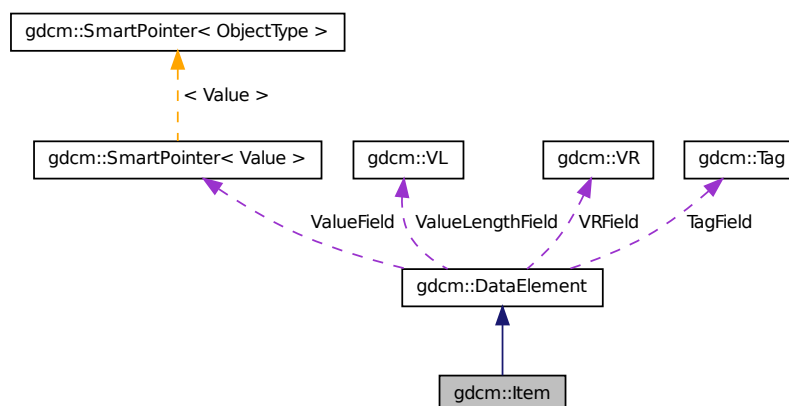 gdcm::SmartPointer< ObjectType >
< Value >
gdcm::SmartPointer< Value >
gdcm::VL
gdcm::VR
gdcm::Tag
ValueField
ValueLengthField
VRField
TagField
gdcm::DataElement
gdcm::Item